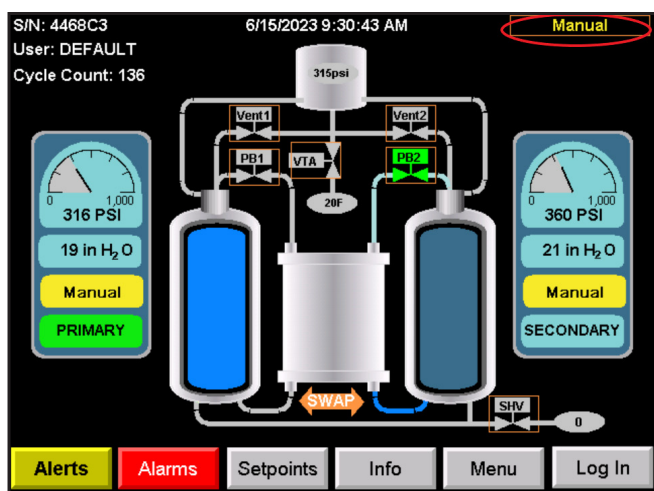 S/N: 4468C3
6/15/2023 9:30:43 AM
Manual
User: DEFAULT
Cycle Count: 136
315psi
Vent1
Vent2
PB1
VTA
PB2
20F
0 1,000
316 PSI
19 in H₂O
Manual
PRIMARY
0 1,000
360 PSI
21 in H₂O
Manual
SECONDARY
SWAP
SHV
0
Alerts
Alarms
Setpoints
Info
Menu
Log In